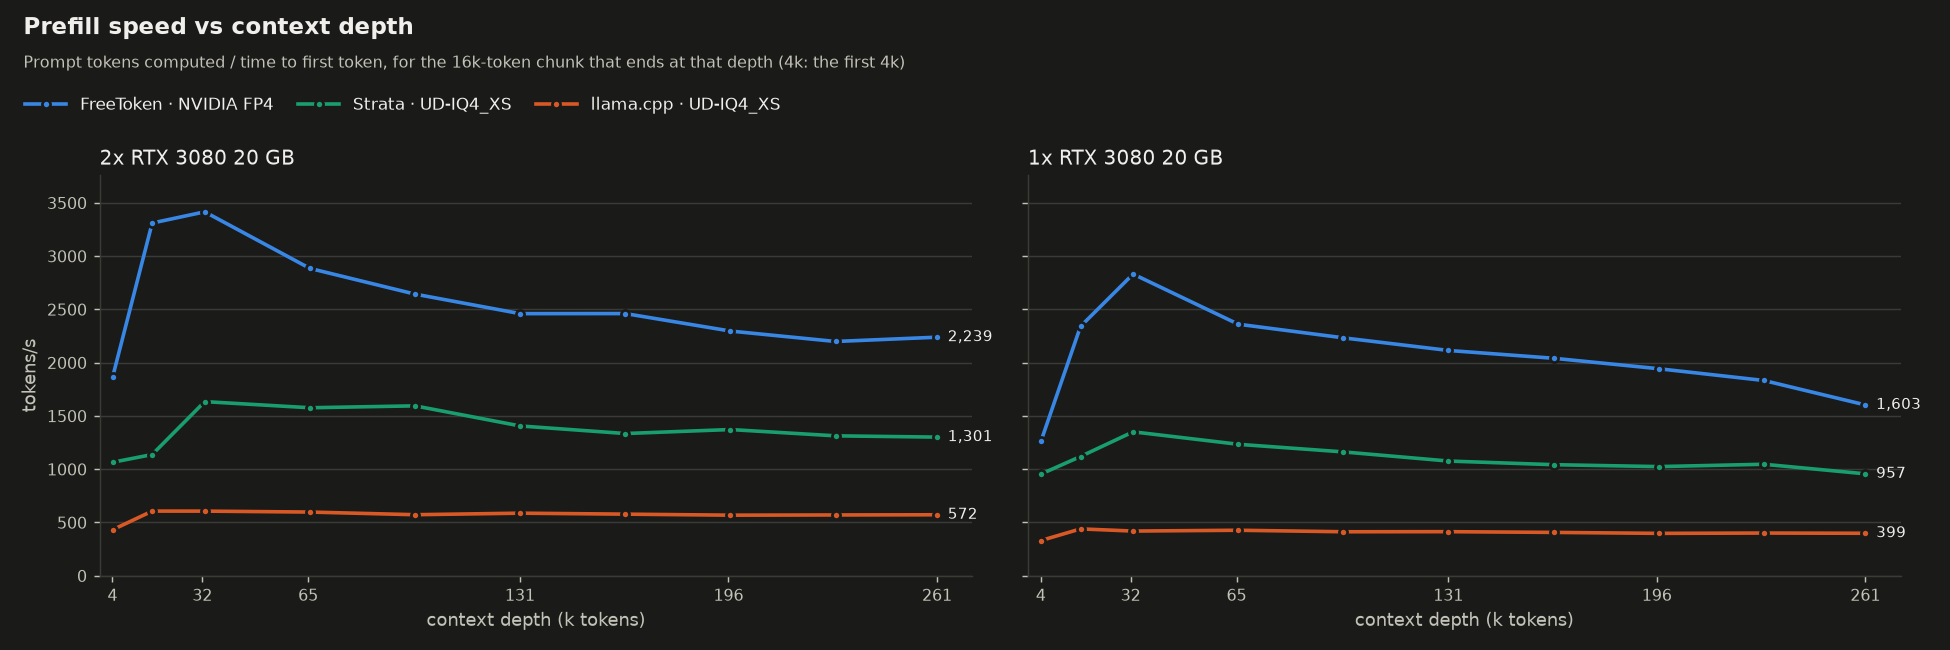 Prefill speed vs context depth
Prompt tokens computed / time to first token, for the 16k-token chunk that ends at that depth (4k: the first 4k)
FreeToken · NVIDIA FP4 Strata · UD-IQ4_XS llama.cpp · UD-IQ4_XS
2x RTX 3080 20 GB
tokens/s
3500
3000
2500
2000
1500
1000
500
0
2,239
1,301
572
4 32 65 131 196 261
context depth (k tokens)
1x RTX 3080 20 GB
1,603
957
399
4 32 65 131 196 261
context depth (k tokens)